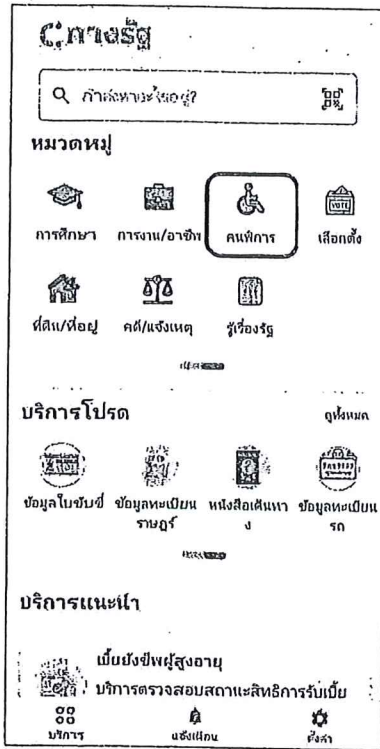 ทางรัฐ
กำลังหาอะไรอยู่?
หมวดหมู่
การศึกษา การงาน/อาชีพ คนพิการ เลือกตั้ง
VOTE
ที่ดิน/ที่อยู่ คดี/แจ้งเหตุ รู้เรื่องรัฐ
บริการโปรด ดูทั้งหมด
ข้อมูลใบขับขี่ ข้อมูลทะเบียน หนังสือเดินทา ข้อมูลทะเบียน
ราษฎร์ ง รถ
บริการแนะนำ
เบี้ยยังชีพผู้สูงอายุ
บริการตรวจสอบสถานะสิทธิการรับเบี้ย
บริการ แจ้งเตือน ตั้งค่า